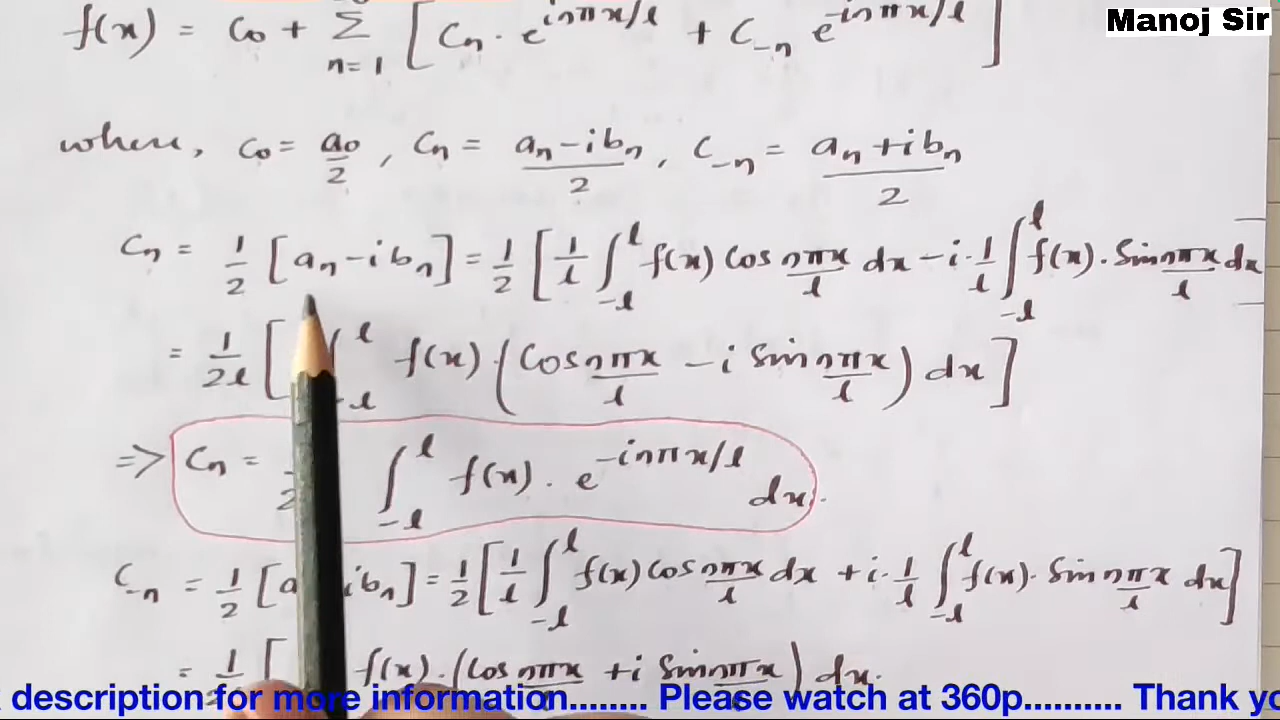 Manoj Sir
f(x) = C₀ + Σ n=1 [ Cₙ · e^{inπx/l} + C₋ₙ e^{-inπx/l} ]
where, C₀ = a₀/2 , Cₙ = (aₙ - ibₙ)/2 , C₋ₙ = (aₙ + ibₙ)/2
Cₙ = 1/2 [aₙ - ibₙ] = 1/2 [ 1/l ∫_{-l}^{l} f(x) Cos nπx/l dx - i · 1/l ∫_{-l}^{l} f(x) · Sin nπx/l dx
= 1/2l [ ∫_{-l}^{l} f(x) · ( Cos nπx/l - i Sin nπx/l ) dx ]
⇒ Cₙ = ∫_{-l}^{l} f(x) · e^{-inπx/l} dx.
C₋ₙ = 1/2 [a ibₙ] = 1/2 [ 1/l ∫_{-l}^{l} f(x) Cos nπx/l dx + i · 1/l ∫_{-l}^{l} f(x) · Sin nπx/l dx ]
= [ f(x) · ( Cos nπx + i Sin nπx ) dx.
description for more information........ Please watch at 360p.......... Thank yo